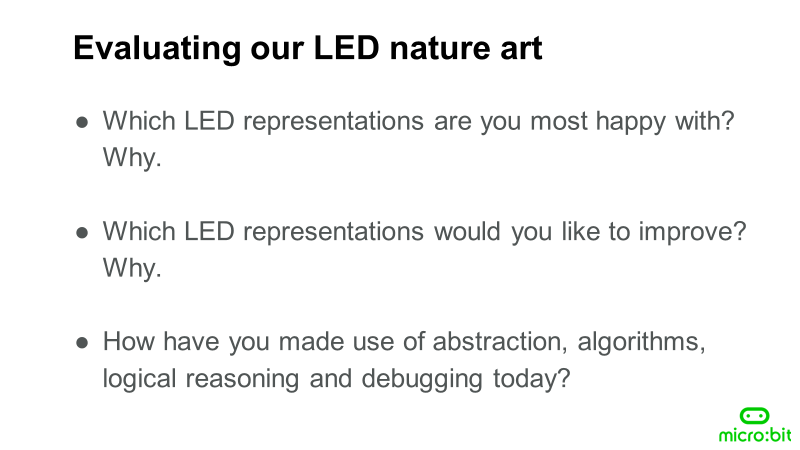 Evaluating our LED nature art
● Which LED representations are you most happy with?
Why.
● Which LED representations would you like to improve?
Why.
● How have you made use of abstraction, algorithms,
logical reasoning and debugging today?
micro:bit